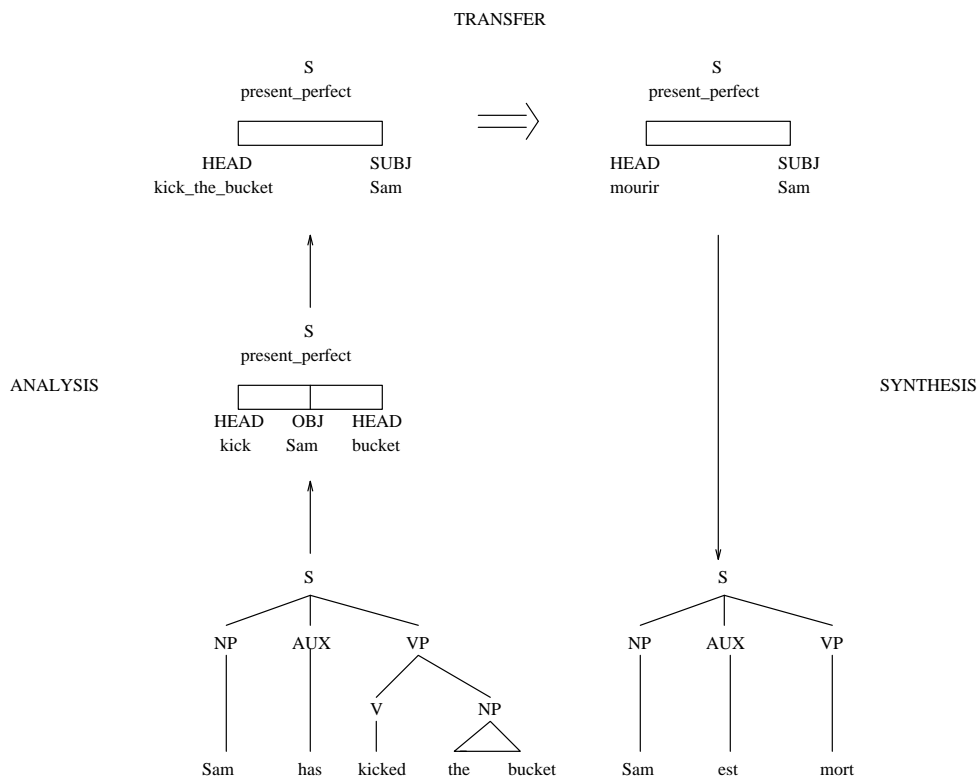 TRANSFER
S S
present_perfect present_perfect
HEAD SUBJ HEAD SUBJ
kick_the_bucket Sam mourir Sam
S
present_perfect
ANALYSIS SYNTHESIS
HEAD OBJ HEAD
kick Sam bucket
S S
NP AUX VP NP AUX VP
V NP
Sam has kicked the bucket Sam est mort